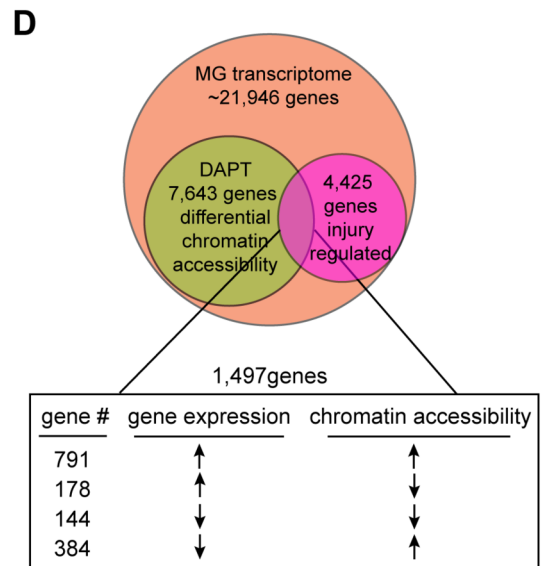 D
MG transcriptome
~21,946 genes
DAPT
7,643 genes
differential
chromatin
accessibility
4,425
genes
injury
regulated
1,497genes
gene # gene expression chromatin accessibility
791 ↑ ↑
178 ↑ ↓
144 ↓ ↓
384 ↓ ↑